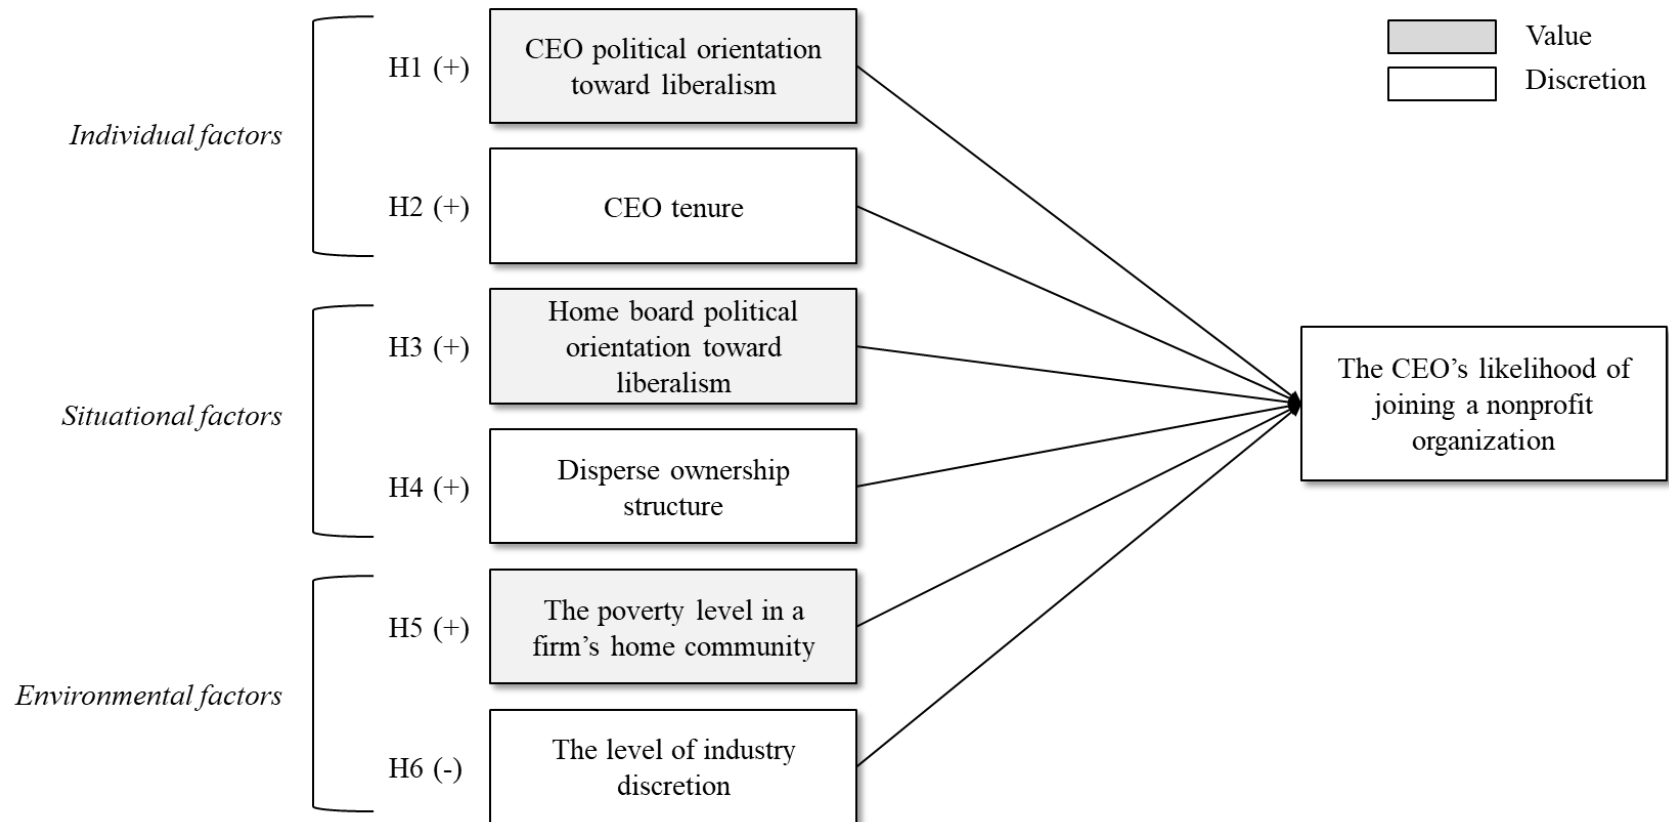 Individual factors
H1 (+)
CEO political orientation
toward liberalism
H2 (+)
CEO tenure
Situational factors
H3 (+)
Home board political
orientation toward
liberalism
H4 (+)
Disperse ownership
structure
Environmental factors
H5 (+)
The poverty level in a
firm’s home community
H6 (-)
The level of industry
discretion
The CEO’s likelihood of
joining a nonprofit
organization
Value
Discretion